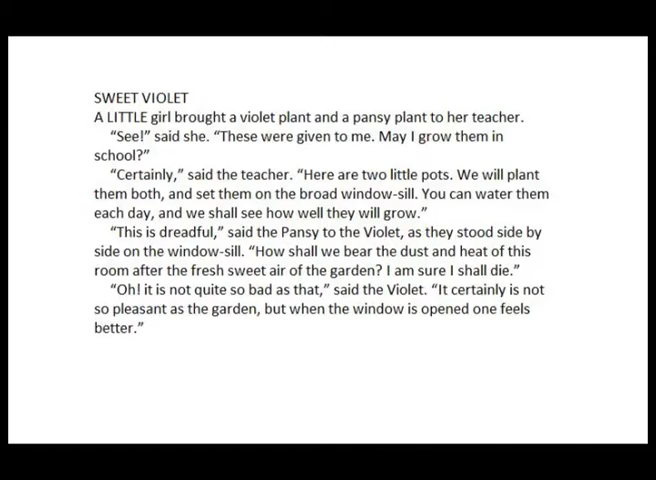 SWEET VIOLET
A LITTLE girl brought a violet plant and a pansy plant to her teacher.
“See!” said she. “These were given to me. May I grow them in
school?”
“Certainly,” said the teacher. “Here are two little pots. We will plant
them both, and set them on the broad window-sill. You can water them
each day, and we shall see how well they will grow.”
“This is dreadful,” said the Pansy to the Violet, as they stood side by
side on the window-sill. “How shall we bear the dust and heat of this
room after the fresh sweet air of the garden? I am sure I shall die.”
“Oh! it is not quite so bad as that,” said the Violet. “It certainly is not
so pleasant as the garden, but when the window is opened one feels
better.”